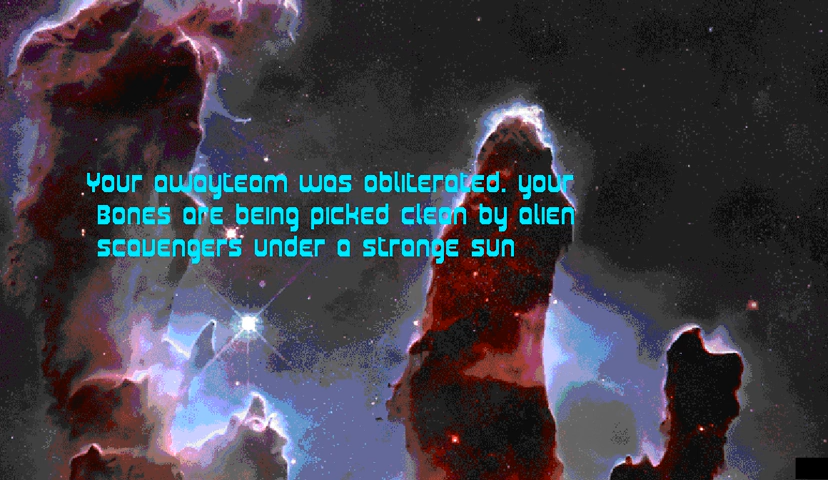 Your awayteam was obliterated. your
Bones are being picked clean by alien
scavengers under a strange sun